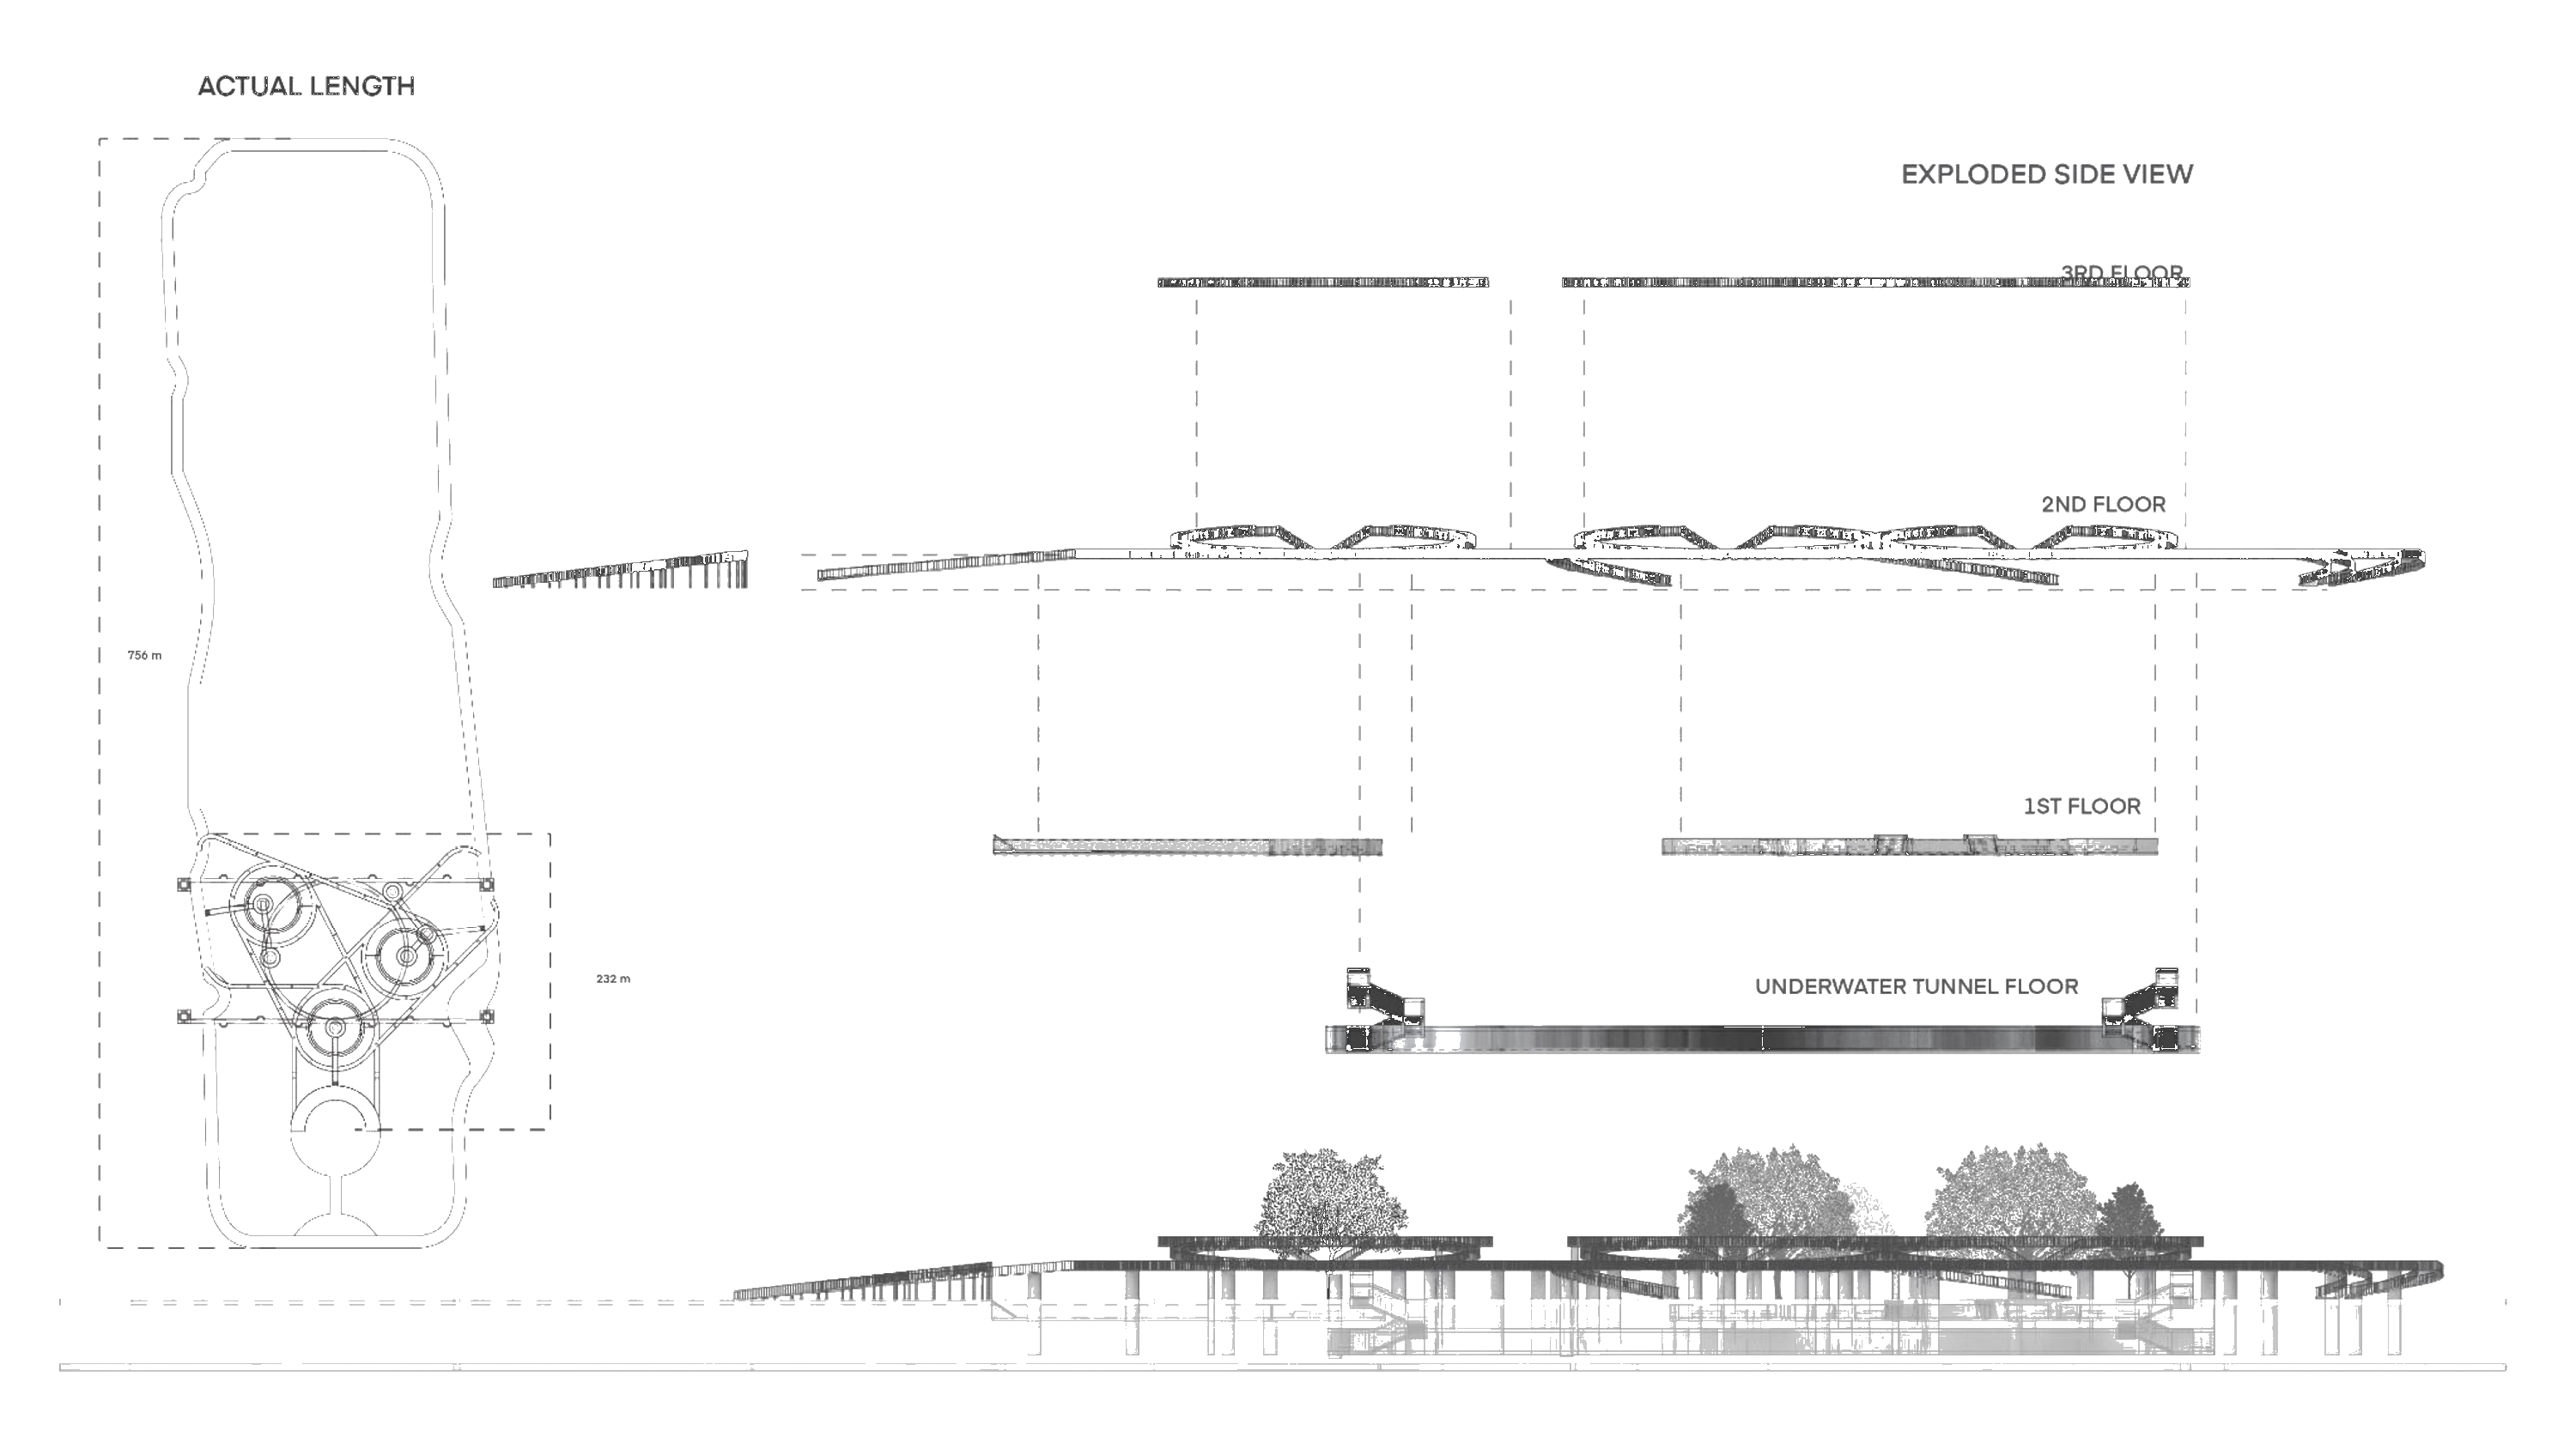 ACTUAL LENGTH
EXPLODED SIDE VIEW
3RD FLOOR
2ND FLOOR
756 m
1ST FLOOR
232 m
UNDERWATER TUNNEL FLOOR